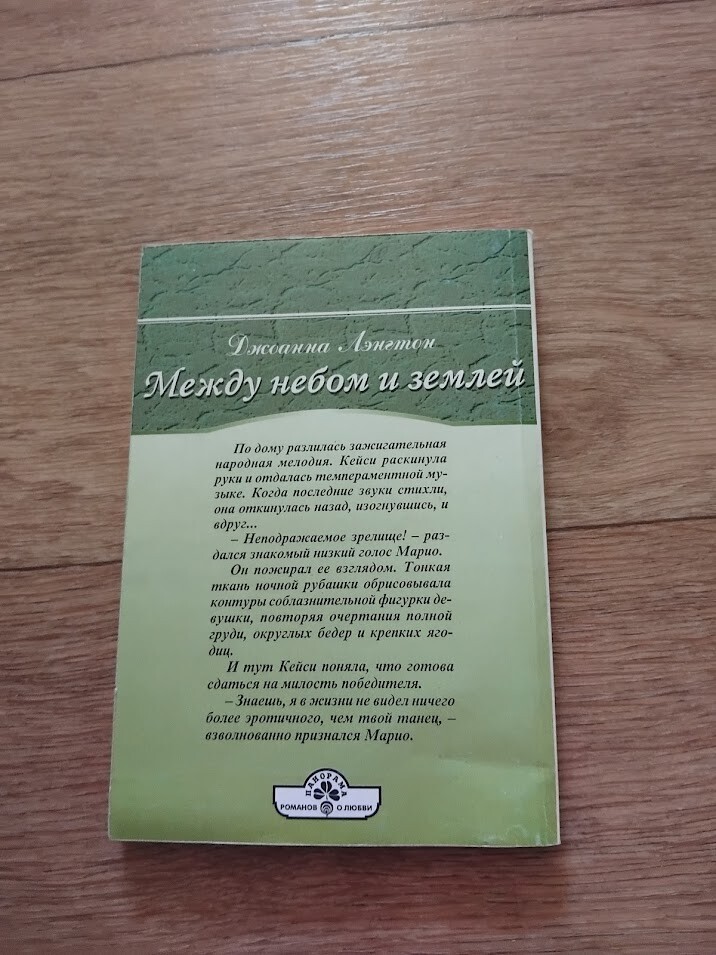 Джоанна Лэнгтон
Между небом и землей
По дому разлилась зажигательная
народная мелодия. Кейси раскинула
руки и отдалась темпераментной му-
зыке. Когда последние звуки стихли,
она откинулась назад, изогнувшись, и
вдруг...
– Неподражаемое зрелище! – раз-
дался знакомый низкий голос Марио.
Он пожирал ее взглядом. Тонкая
ткань ночной рубашки обрисовывала
контуры соблазнительной фигурки де-
вушки, повторяя очертания полной
груди, округлых бедер и крепких яго-
диц.
И тут Кейси поняла, что готова
сдаться на милость победителя.
– Знаешь, я в жизни не видел ничего
более эротичного, чем твой танец, –
взволнованно признался Марио.
ПАНОРАМА
РОМАНОВ О ЛЮБВИ